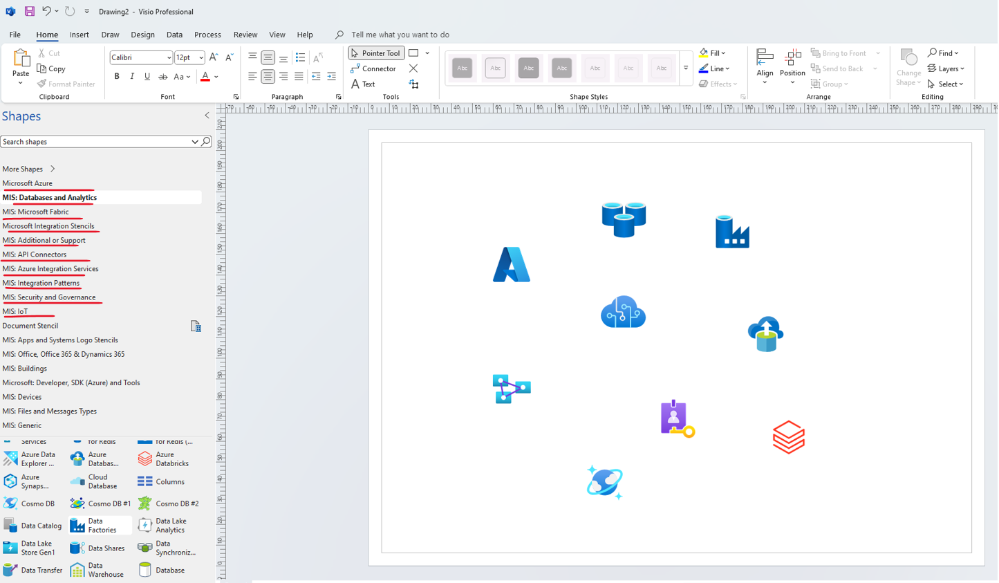 Drawing2 - Visio Professional
File Home Insert Draw Design Data Process Review View Help Tell me what you want to do
Paste
Cut
Copy
Format Painter
Clipboard
Calibri 12pt A A
B I U ab Aa A
Font
A
Paragraph
Pointer Tool
Connector
A Text
Tools
Abc Abc Abc Abc Abc Abc Abc
Shape Styles
Fill
Line
Effects
Align
Position
Bring to Front
Send to Back
Group
Arrange
Change Shape
Find
Layers
Select
Editing
Shapes
Search shapes
More Shapes
Microsoft Azure
MIS: Databases and Analytics
MIS: Microsoft Fabric
Microsoft Integration Stencils
MIS: Additional or Support
MIS: API Connectors
MIS: Azure Integration Services
MIS: Integration Patterns
MIS: Security and Governance
MIS: IoT
Document Stencil
MIS: Apps and Systems Logo Stencils
MIS: Office, Office 365 & Dynamics 365
MIS: Buildings
Microsoft: Developer, SDK (Azure) and Tools
MIS: Devices
MIS: Files and Messages Types
MIS: Generic
Services for Redis for Redis (...
Azure Data Explorer ...
Azure Databas...
Azure Databricks
Azure Synaps...
Cloud Database
Columns
Cosmo DB
Cosmo DB #1
Cosmo DB #2
Data Catalog
Data Factories
Data Lake Analytics
Data Lake Store Gen1
Data Shares
Data Synchroniz...
Data Transfer
Data Warehouse
Database